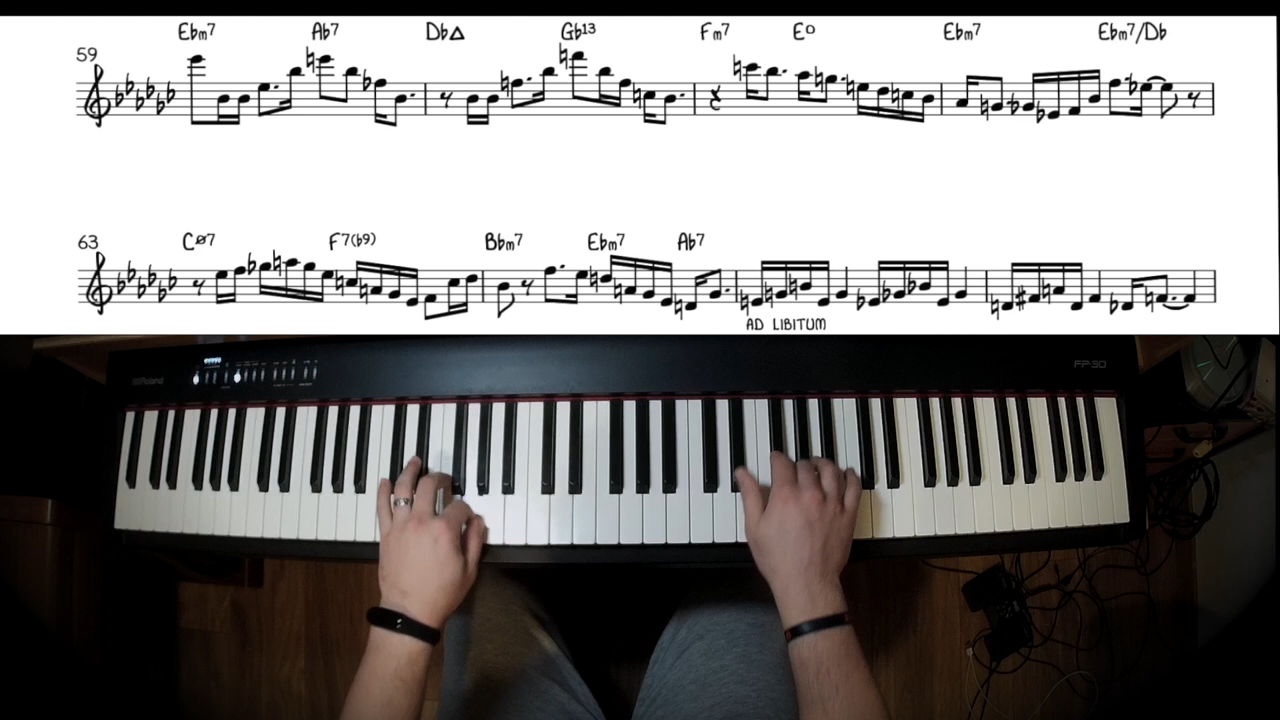 Ebm7 Ab7 DbΔ Gb13 Fm7 Eo Ebm7 Ebm7/Db
59
63 Cø7 F7(b9) Bbm7 Ebm7 Ab7
AD LIBITUM
Roland FP-30